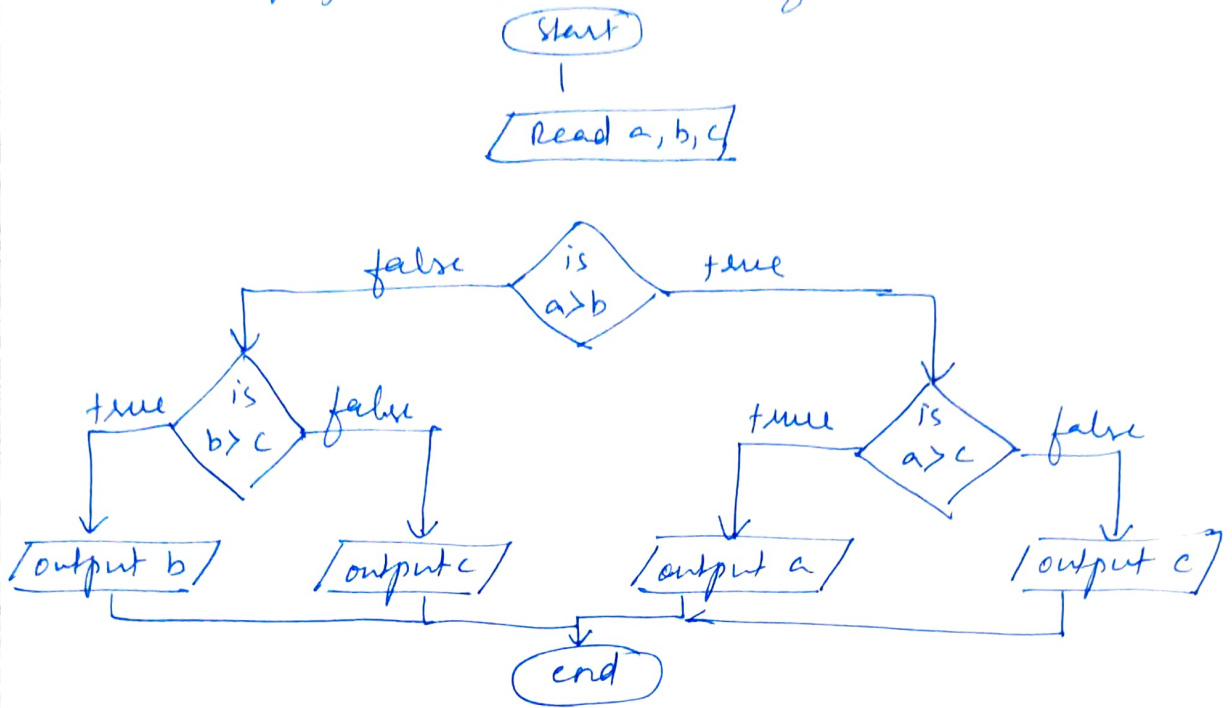 Start
Read a, b, c
is
a>b
false
true
is
b>c
true
false
is
a>c
true
false
output b
output c
output a
output c
end